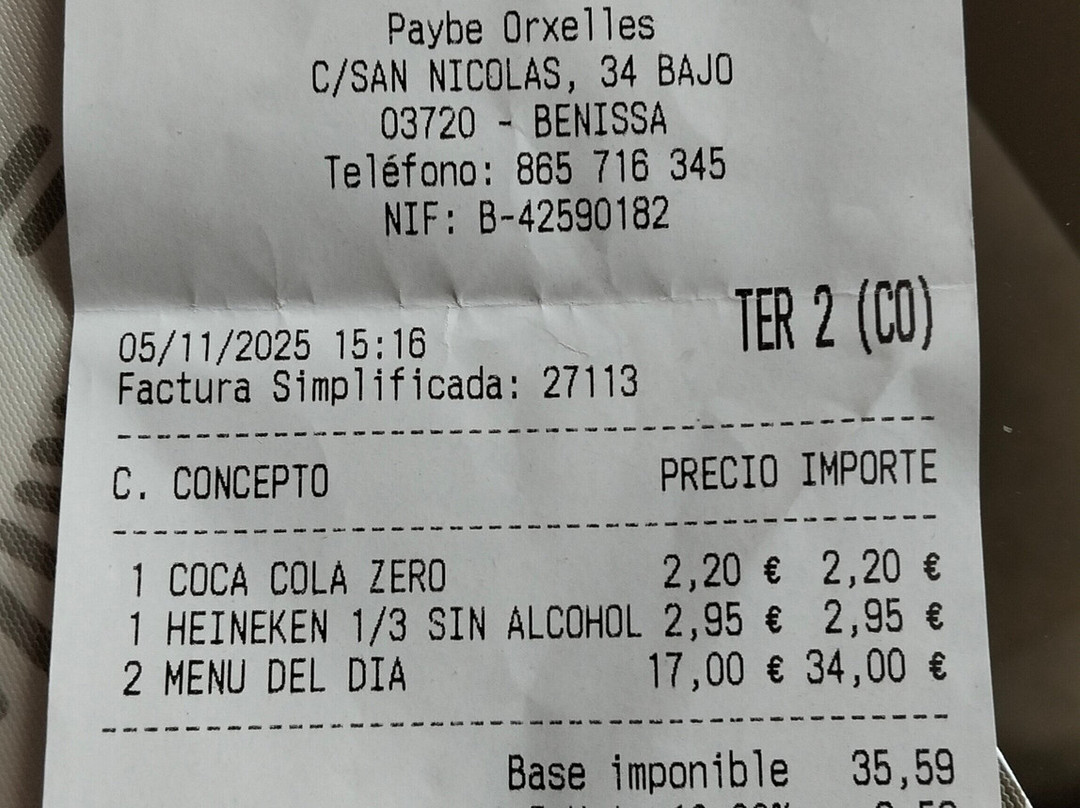 Paybe Orxelles
C/SAN NICOLAS, 34 BAJO
03720 - BENISSA
Teléfono: 865 716 345
NIF: B-42590182
TER 2 (CO)
05/11/2025 15:16
Factura Simplificada: 27113
C. CONCEPTO PRECIO IMPORTE
1 COCA COLA ZERO 2,20 € 2,20 €
1 HEINEKEN 1/3 SIN ALCOHOL 2,95 € 2,95 €
2 MENU DEL DIA 17,00 € 34,00 €
Base imponible 35,59